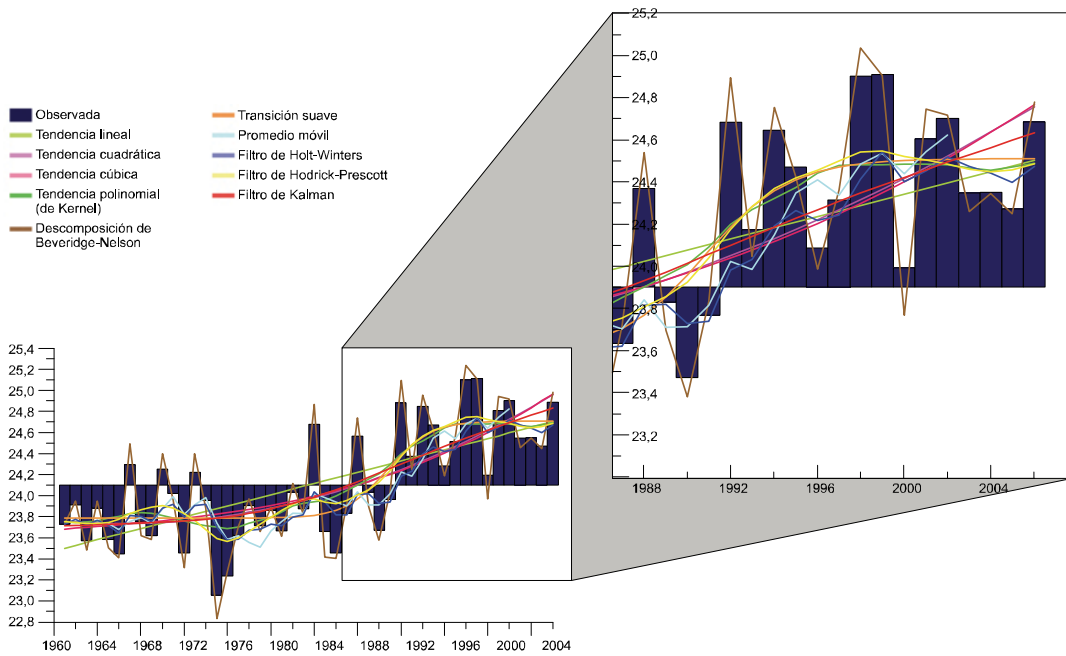 Observada
Tendencia lineal
Tendencia cuadrática
Tendencia cúbica
Tendencia polinomial
(de Kernel)
Descomposición de
Beveridge-Nelson
Transición suave
Promedio móvil
Filtro de Holt-Winters
Filtro de Hodrick-Prescott
Filtro de Kalman
25,2
25,0
24,8
24,6
24,4
24,2
24,0
23,8
23,6
23,4
23,2
1988 1992 1996 2000 2004
25,4
25,2
25,0
24,8
24,6
24,4
24,2
24,0
23,8
23,6
23,4
23,2
23,0
22,8
1960 1964 1968 1972 1976 1980 1984 1988 1992 1996 2000 2004